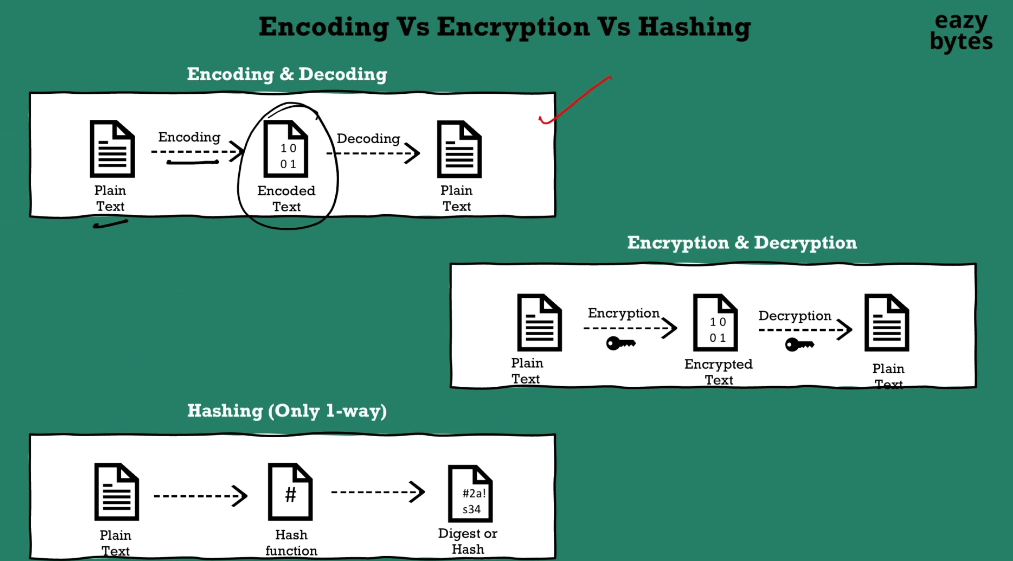 Encoding Vs Encryption Vs Hashing
eazy
bytes
Encoding & Decoding
Encoding
Decoding
1 0
0 1
Plain
Text
Encoded
Text
Plain
Text
Encryption & Decryption
Encryption
Decryption
1 0
0 1
Plain
Text
Encrypted
Text
Plain
Text
Hashing (Only 1-way)
#
#2a!
s34
Plain
Text
Hash
function
Digest or
Hash